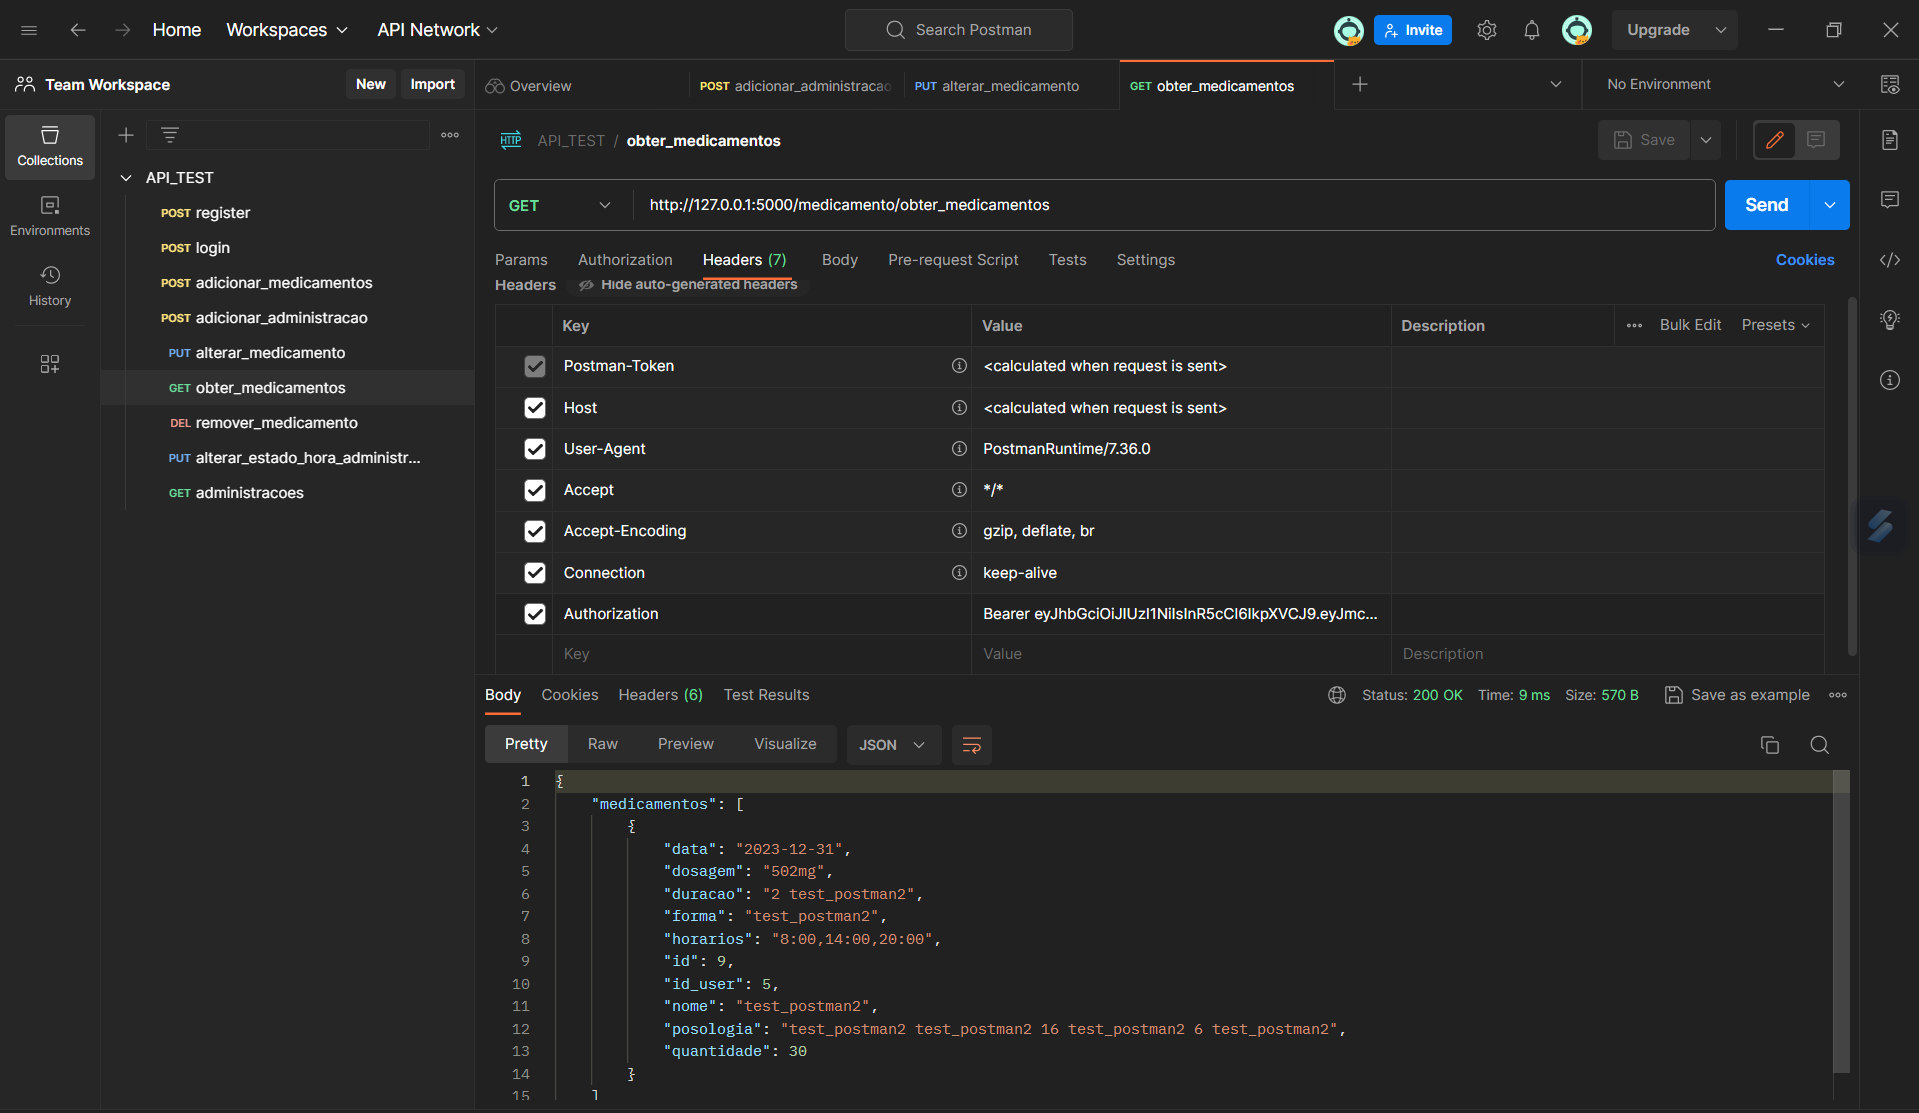 Home
Workspaces
API Network
Search Postman
Invite
Upgrade
Team Workspace
New
Import
Overview
POST adicionar_administracao
PUT alterar_medicamento
GET obter_medicamentos
No Environment
Collections
Environments
History
API_TEST
POST register
POST login
POST adicionar_medicamentos
POST adicionar_administracao
PUT alterar_medicamento
GET obter_medicamentos
DEL remover_medicamento
PUT alterar_estado_hora_administr...
GET administracoes
HTTP
API_TEST / obter_medicamentos
Save
GET
http://127.0.0.1:5000/medicamento/obter_medicamentos
Send
Params
Authorization
Headers (7)
Body
Pre-request Script
Tests
Settings
Cookies
Headers
Hide auto-generated headers
Key
Value
Description
Bulk Edit
Presets
Postman-Token
<calculated when request is sent>
Host
<calculated when request is sent>
User-Agent
PostmanRuntime/7.36.0
Accept
*/*
Accept-Encoding
gzip, deflate, br
Connection
keep-alive
Authorization
Bearer eyJhbGciOiJIUzI1NiIsInR5cCI6IkpXVCJ9.eyJmc...
Key
Value
Description
Body
Cookies
Headers (6)
Test Results
Status: 200 OK
Time: 9 ms
Size: 570 B
Save as example
Pretty
Raw
Preview
Visualize
JSON
1 {
2 "medicamentos": [
3 {
4 "data": "2023-12-31",
5 "dosagem": "502mg",
6 "duracao": "2 test_postman2",
7 "forma": "test_postman2",
8 "horarios": "8:00,14:00,20:00",
9 "id": 9,
10 "id_user": 5,
11 "nome": "test_postman2",
12 "posologia": "test_postman2 test_postman2 16 test_postman2 6 test_postman2",
13 "quantidade": 30
14 }
15 ]